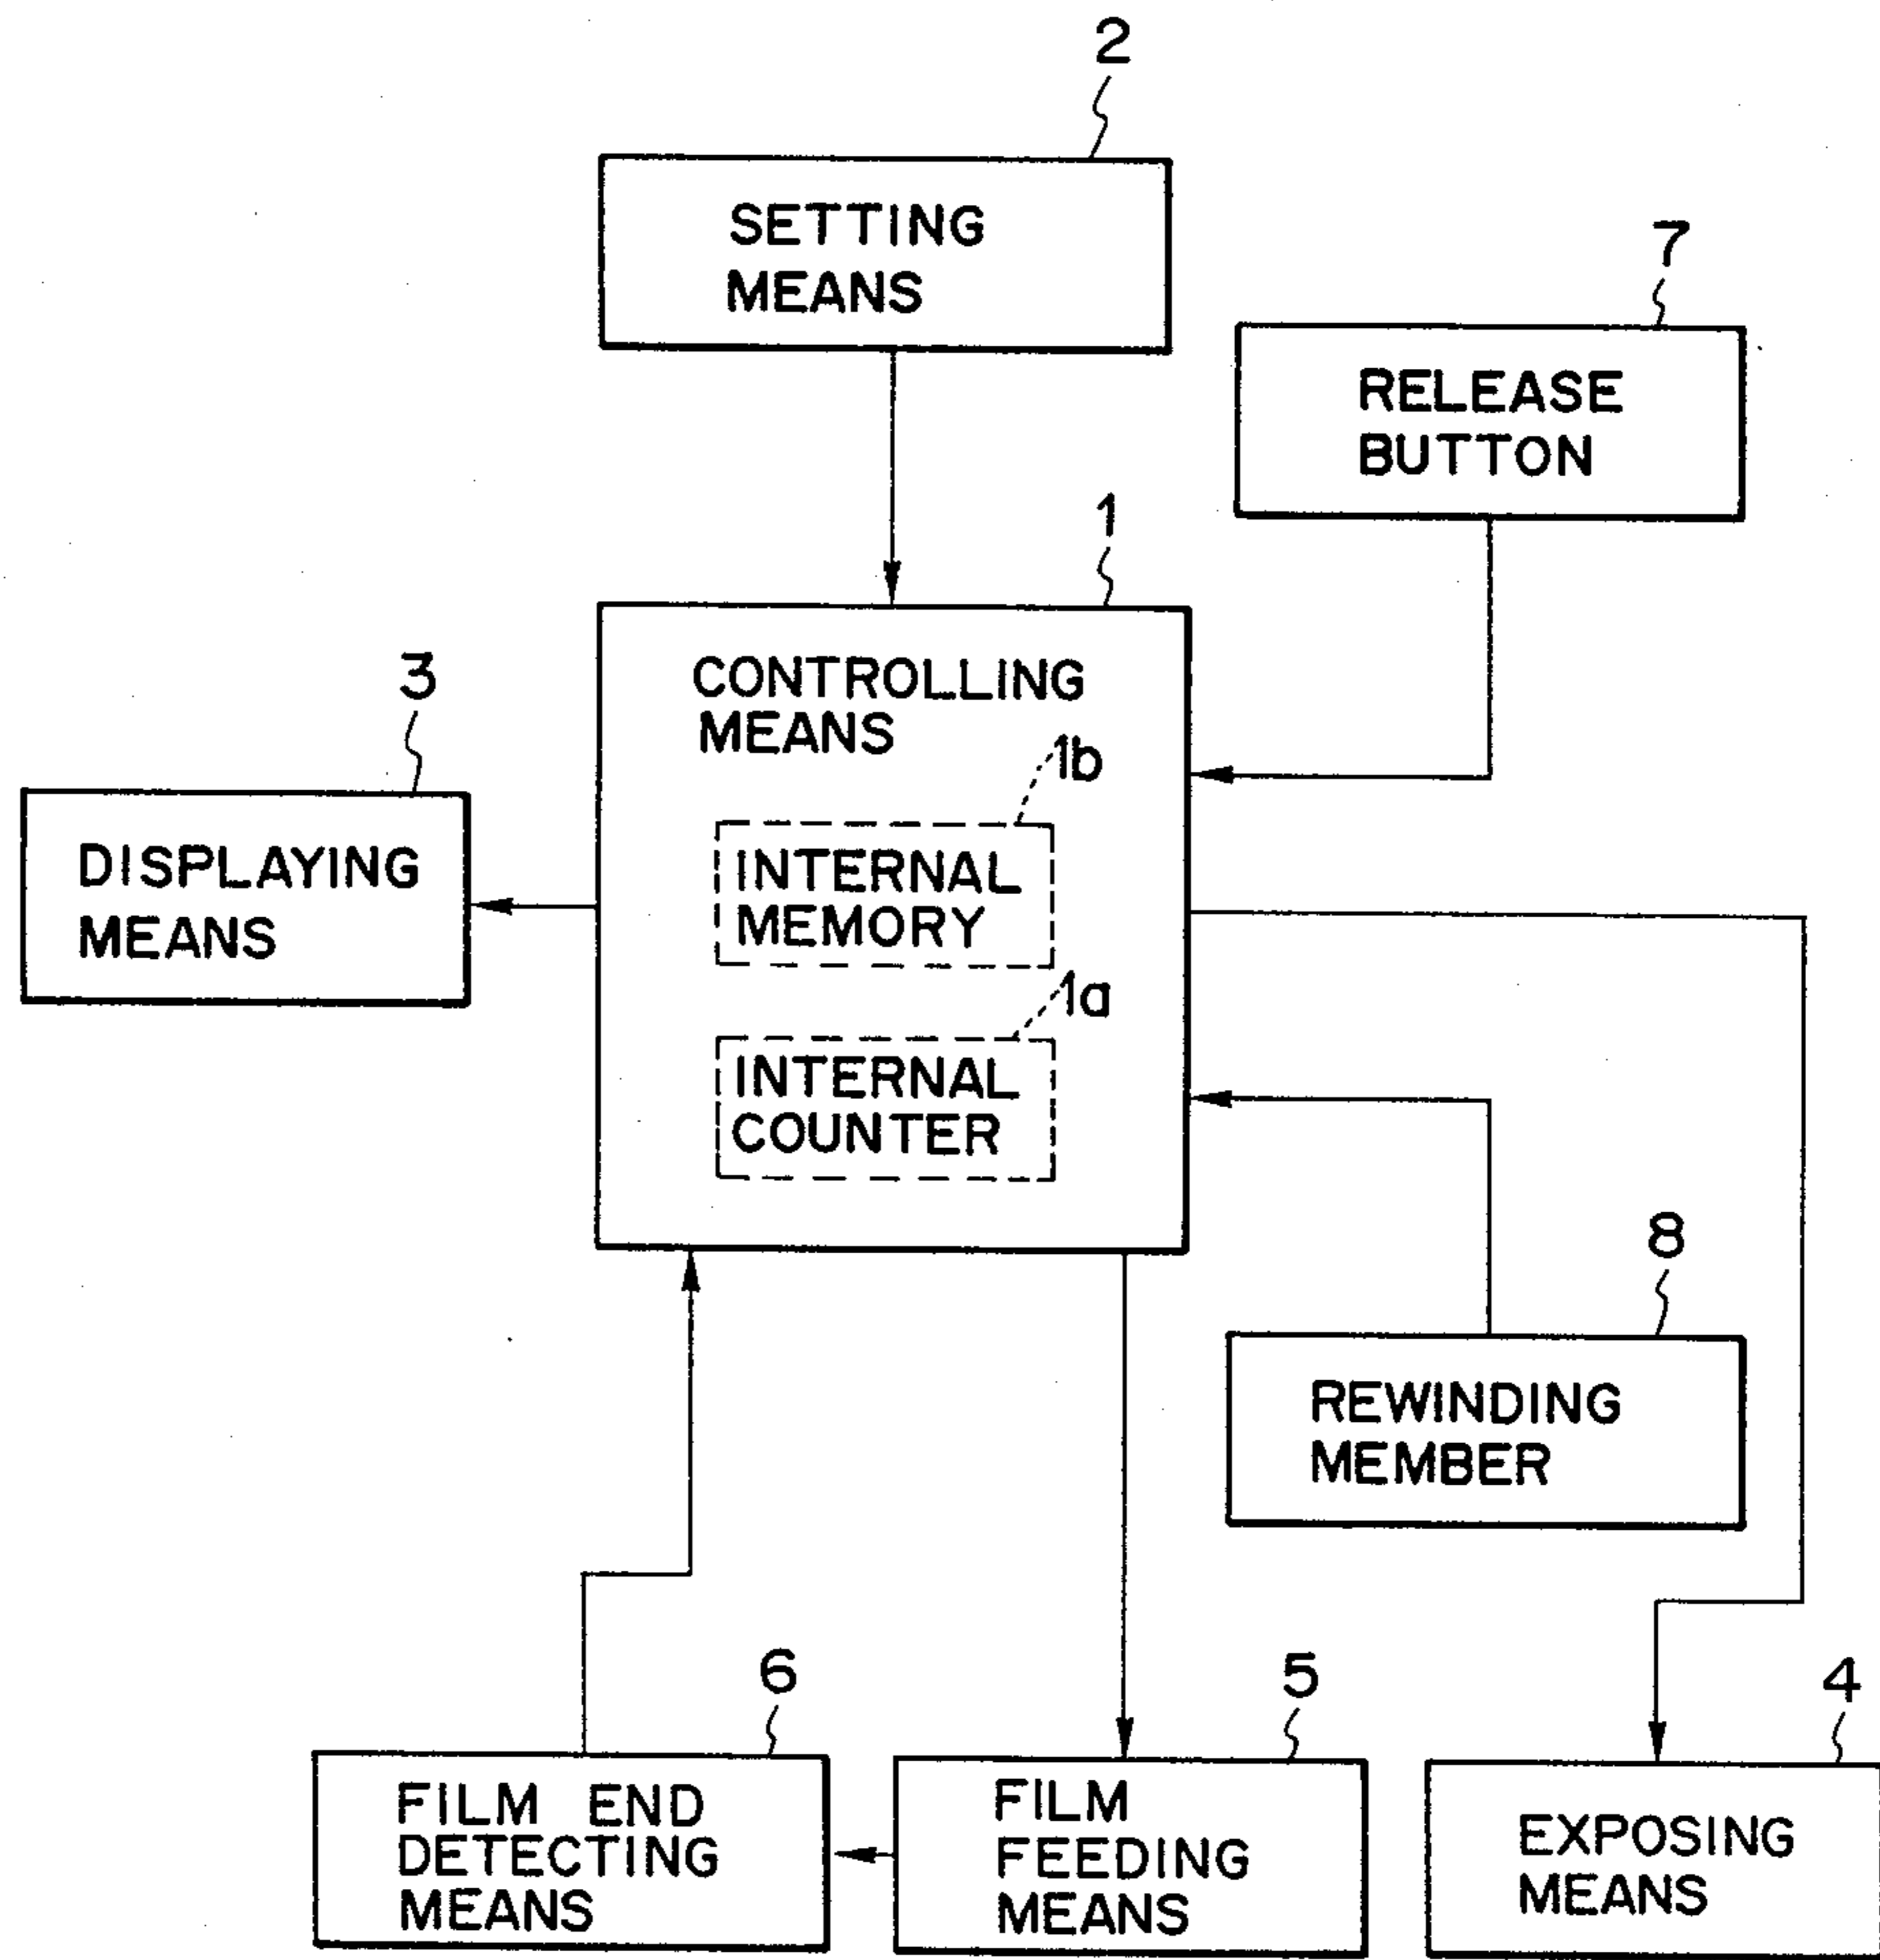 2
SETTING
MEANS
7
RELEASE
BUTTON
1
CONTROLLING
MEANS
1b
INTERNAL
MEMORY
1a
INTERNAL
COUNTER
3
DISPLAYING
MEANS
8
REWINDING
MEMBER
6
FILM END
DETECTING
MEANS
5
FILM
FEEDING
MEANS
4
EXPOSING
MEANS